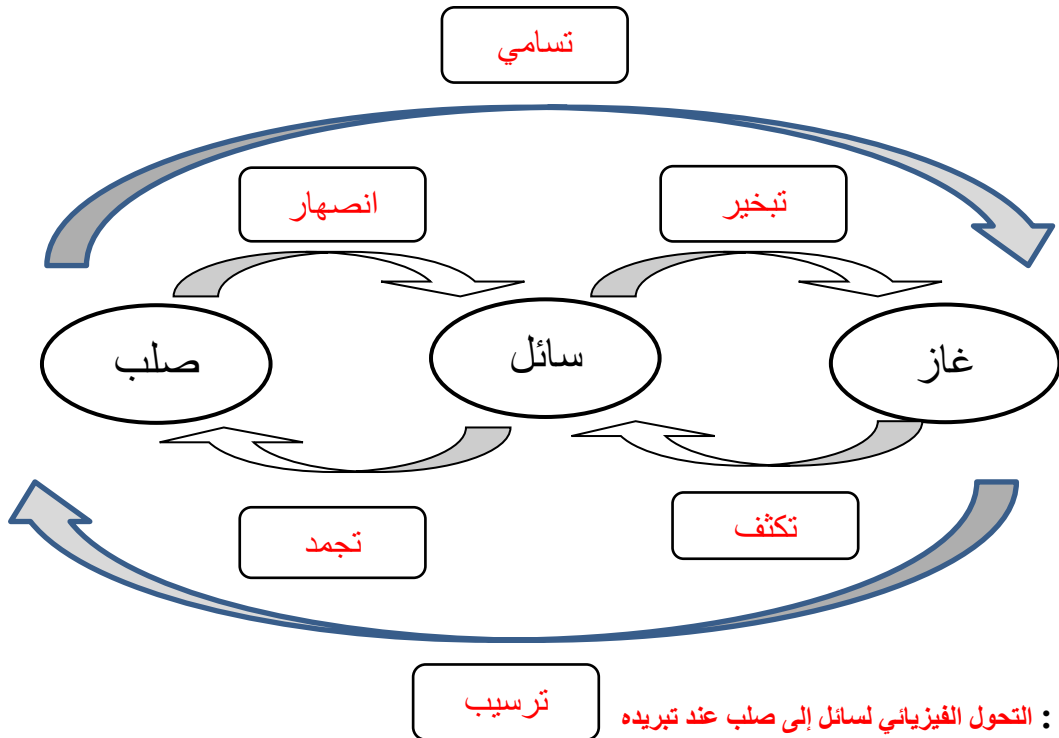 تسامي
تبخير
انصهار
غاز
سائل
صلب
تكثف
تجمد
ترسيب
: التحول الفيزيائي لسائل إلى صلب عند تبريده